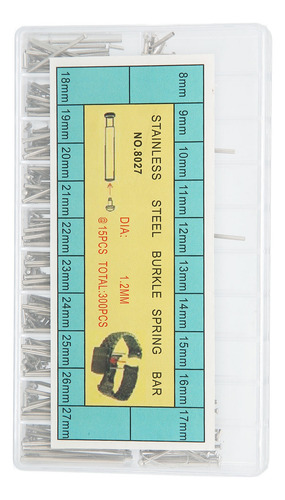 STAINLESS STEEL BURKLE SPRING BAR
NO.8027
DIA: 1.2MM
@15PCS TOTAL:300PCS
8mm
9mm
10mm
11mm
12mm
13mm
14mm
15mm
16mm
17mm
18mm
19mm
20mm
21mm
22mm
23mm
24mm
25mm
26mm
27mm